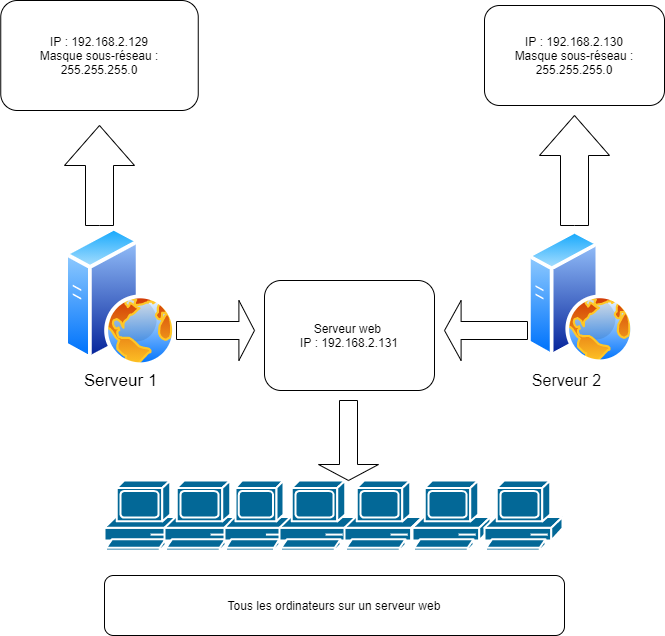 IP : 192.168.2.129
Masque sous-réseau :
255.255.255.0
IP : 192.168.2.130
Masque sous-réseau :
255.255.255.0
Serveur web
IP : 192.168.2.131
Serveur 1
Serveur 2
Tous les ordinateurs sur un serveur web